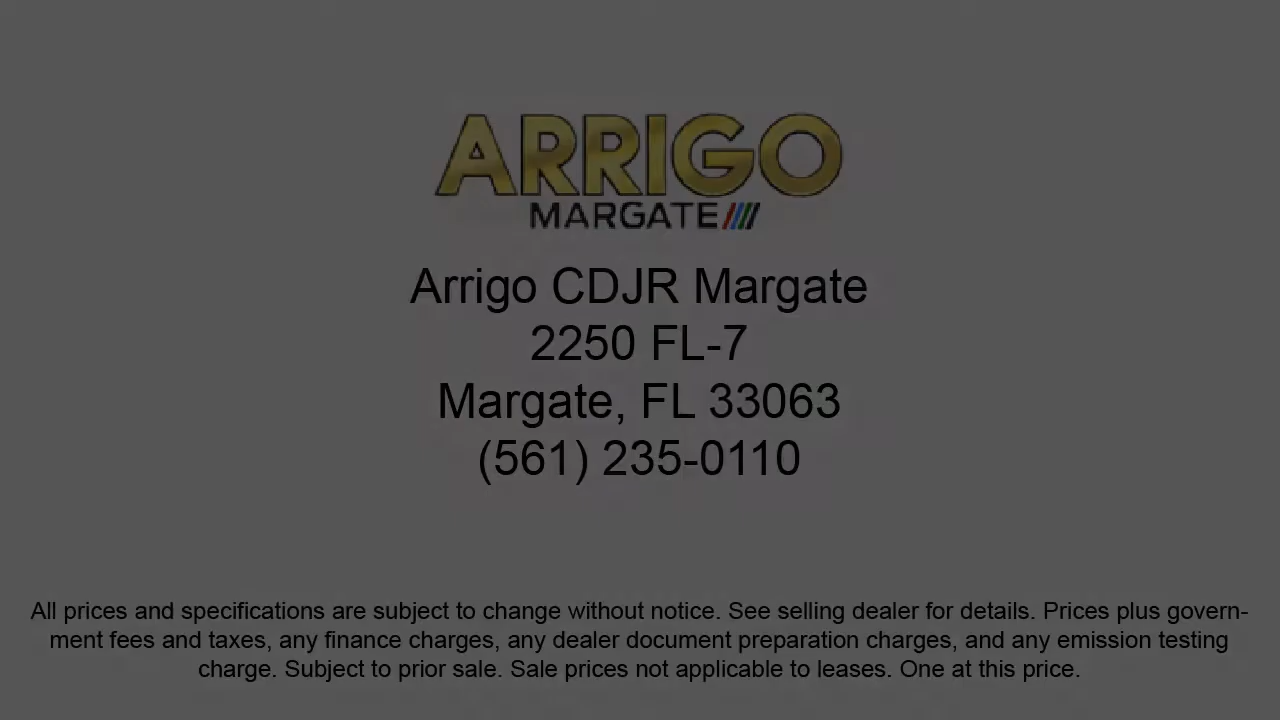 ARRIGO
MARGATE
Arrigo CDJR Margate
2250 FL-7
Margate, FL 33063
(561) 235-0110
All prices and specifications are subject to change without notice. See selling dealer for details. Prices plus govern-
ment fees and taxes, any finance charges, any dealer document preparation charges, and any emission testing
charge. Subject to prior sale. Sale prices not applicable to leases. One at this price.